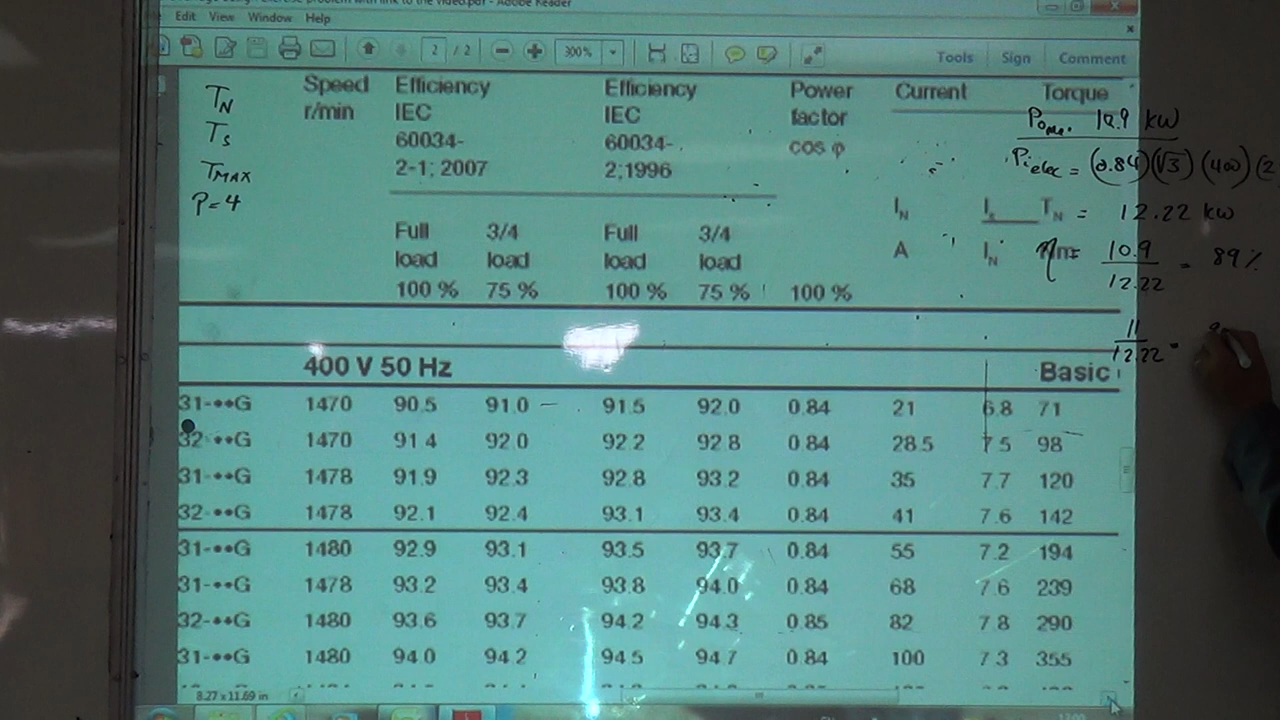 Edit View Window Help
2 / 2 300% Tools Sign Comment
Speed r/min
Efficiency IEC 60034-2-1; 2007
Efficiency IEC 60034-2;1996
Power factor cos φ
Current
Torque
T_N
T_S
T_MAX
P=4
Full load 100 %
3/4 load 75 %
Full load 100 %
3/4 load 75 %
100 %
I_N A
I_s I_N
T_N
10.9 kW
= (0.84)(√3)(400)(2
= 12.22 kW
η = 10.9 / 12.22 = 89%
11 / 12.22 =
400 V 50 Hz Basic
31-••G 1470 90.5 91.0 91.5 92.0 0.84 21 6.8 71
32-••G 1470 91.4 92.0 92.2 92.8 0.84 28.5 7.5 98
31-••G 1478 91.9 92.3 92.8 93.2 0.84 35 7.7 120
32-••G 1478 92.1 92.4 93.1 93.4 0.84 41 7.6 142
31-••G 1480 92.9 93.1 93.5 93.7 0.84 55 7.2 194
31-••G 1478 93.2 93.4 93.8 94.0 0.84 68 7.6 239
32-••G 1480 93.6 93.7 94.2 94.3 0.85 82 7.8 290
31-••G 1480 94.0 94.2 94.5 94.7 0.84 100 7.3 355
8.27 x 11.69 in